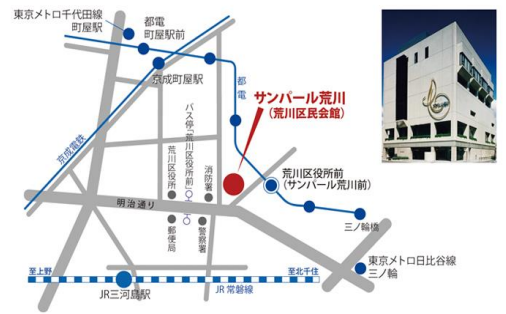 東京メトロ千代田線
町屋駅
都電
町屋駅前
京成町屋駅
都電
サンパール荒川
(荒川区民会館)
京成電鉄
バス停「荒川区役所前」
荒川区役所
消防署
荒川区役所前
(サンパール荒川前)
明治通り
郵便局
警察署
三ノ輪橋
東京メトロ日比谷線
三ノ輪
至上野
至北千住
JR三河島駅
JR 常磐線